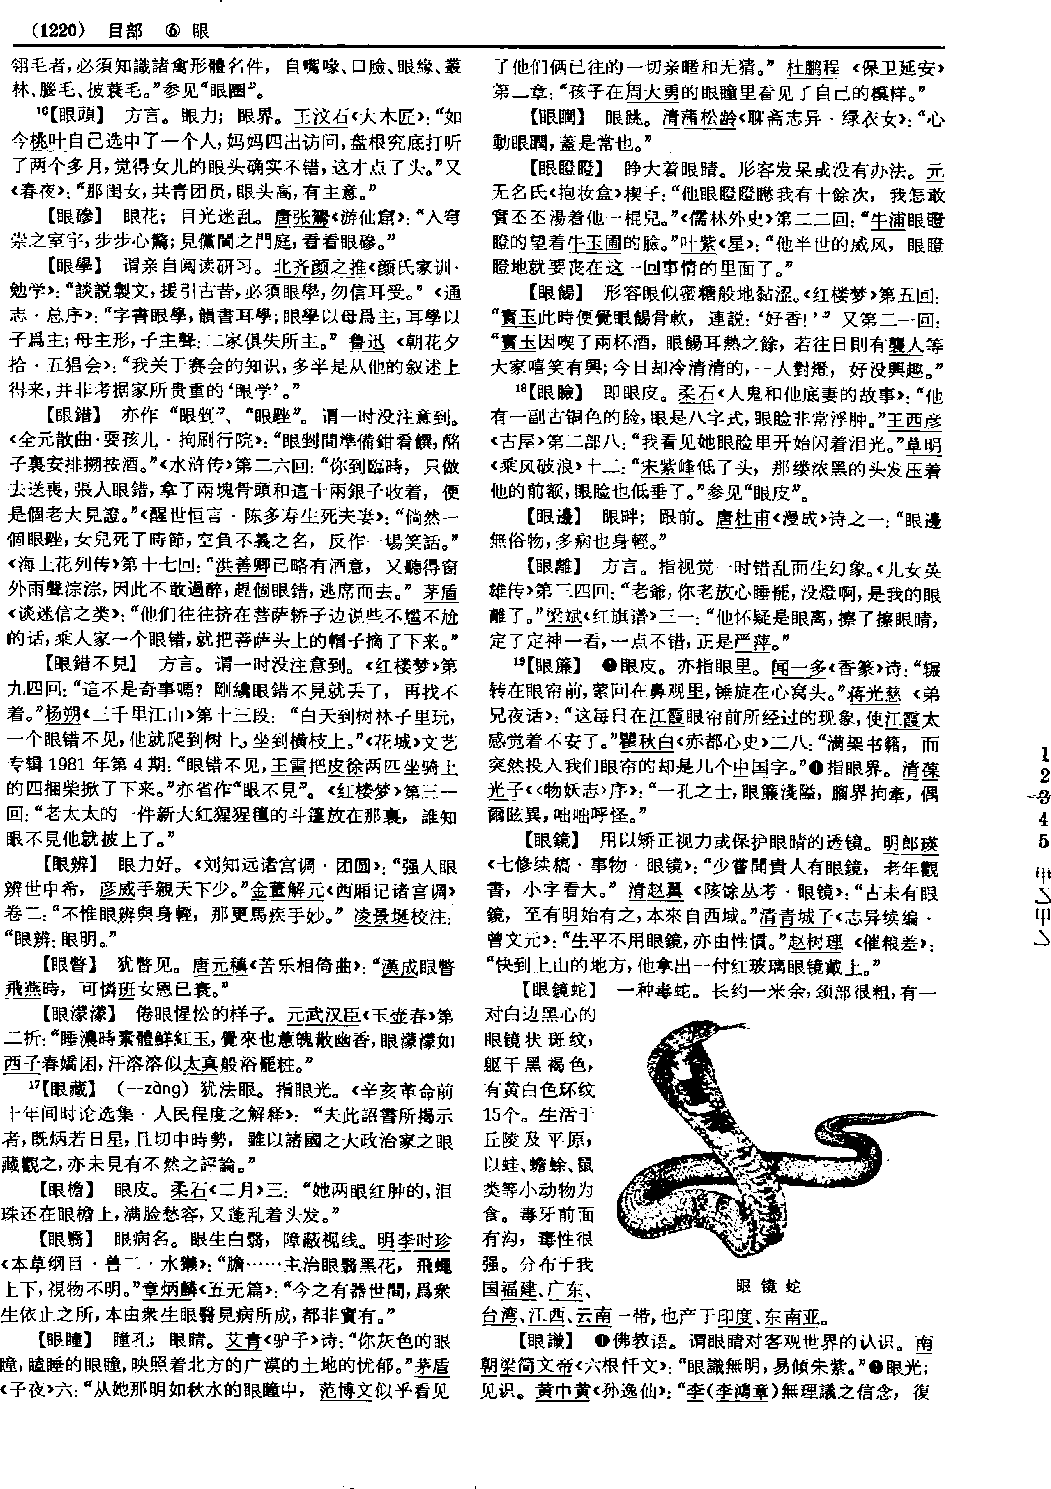 （1220） 目部 ⑥ 眼
翎毛者，必須知識諸禽形體名件， 自嘴喙、口臉、眼緣、叢
林、腦毛、披蓑毛。”参见“眼圈”。
16【眼頭】 方言。眼力；眼界。王汶石《大木匠》：“如
今桃叶自己选中了一个人，妈妈四出访问，盘根究底打听
了两个多月，觉得女儿的眼头确实不错，这才点了头。”又
《春夜》：“那闺女，共青团员，眼头高，有主意。”
【眼磣】 眼花；目光迷乱。唐张鷟《游仙窟》：“入穹
崇之室宇，步步心驚；見儻閬之門庭，看看眼磣。”
【眼學】 谓亲自阅读研习。北齐颜之推《颜氏家训·
勉学》：“談說製文，援引古昔，必須眼學，勿信耳受。”《通
志·总序》：“字書眼學，韻書耳學；眼學以母爲主，耳學以
子爲主；母主形，子主聲：二家俱失所主。” 鲁迅《朝花夕
拾·五猖会》：“我关于赛会的知识，多半是从他的叙述上
得来，并非考据家所贵重的‘眼学’。”
【眼錯】 亦作“眼剉”、“眼睉”。谓一时没注意到。
《全元散曲·耍孩儿·拘刷行院》：“眼剉間準備鉗肴饌，酩
子裏安排搠按酒。”《水浒传》第二六回：“你到臨時， 只做
去送喪，張人眼錯，拿了兩塊骨頭和這十兩銀子收着， 便
是個老大見證。”《醒世恒言·陈多寿生死夫妻》：“倘然一
個眼睉，女兒死了時節，空負不義之名， 反作一場笑話。”
《海上花列传》第十七回：“洪善卿已略有酒意， 又聽得窗
外雨聲淙淙，因此不敢過醉，趕個眼錯，逃席而去。” 茅盾
《谈迷信之类》：“他们往往挤在菩萨轿子边说些不尴不尬
的话，乘人家一个眼错，就把菩萨头上的帽子摘了下来。”
【眼錯不見】 方言。谓一时没注意到。《红楼梦》第
九四回：“這不是奇事嗎？剛纔眼錯不見就丢了， 再找不
着。”杨朔《三千里江山》第十三段： “白天到树林子里玩，
一个眼错不见，他就爬到树上，坐到横枝上。”《花城》文艺
专辑1981年第4期：“眼错不见，王雷把皮徐两匹坐骑上
的四捆柴掀了下来。”亦省作“眼不見”。《红楼梦》第三一
回：“老太太的一件新大紅猩猩氊的斗篷放在那裏， 誰知
眼不見他就披上了。”
【眼辨】 眼力好。《刘知远诸宫调·团圆》：“强人眼
辨世中希， 彦威手親天下少。”金董解元《西厢记诸宫调》
卷二：“不惟眼辨與身輕， 那更馬疾手妙。” 凌景埏校注：
“眼辨：眼明。”
【眼瞥】 犹瞥见。唐元稹《苦乐相倚曲》：“漢成眼瞥
飛燕時， 可憐班女恩已衰。”
【眼濛濛】 倦眼惺忪的样子。元武汉臣《玉壶春》第
二折：“睡濃時素體鮮紅玉，覺來也蕙魄散幽香，眼濛濛如
西子春嬌困，汗溶溶似太真般浴罷粧。”
17【眼藏】 （—zàng）犹法眼。指眼光。《辛亥革命前
十年间时论选集·人民程度之解释》： “夫此詔書所揭示
者，既炳若日星，且切中時勢， 雖以諸國之大政治家之眼
藏觀之，亦未見有不然之評論。”
【眼檐】 眼皮。柔石《二月》三： “她两眼红肿的，泪
珠还在眼檐上，满脸愁容，又蓬乱着头发。”
【眼翳】 眼病名。眼生白翳， 障蔽视线。明李时珍
《本草纲目·兽二·水獭》：“膽……主治眼翳黑花， 飛蠅
上下，視物不明。”章炳麟《五无篇》：“今之有器世間，爲衆
生依止之所，本由衆生眼翳見病所成，都非實有。”
【眼瞳】 瞳孔； 眼睛。艾青《驴子》诗：“你灰色的眼
瞳，瞌睡的眼瞳，映照着北方的广漠的土地的忧郁。”茅盾
《子夜》六：“从她那明如秋水的眼瞳中， 范博文似乎看见
了他们俩已往的一切亲暱和无猜。” 杜鹏程《保卫延安》
第二章：“孩子在周大勇的眼瞳里看见了自己的模样。”
【眼瞤】 眼跳。清蒲松龄《聊斋志异·绿衣女》：“心
動眼瞤，蓋是常也。”
【眼瞪瞪】 睁大着眼睛。形容发呆或没有办法。元
无名氏《抱妆盒》楔子：“他眼瞪瞪瞧我有十餘次， 我怎敢
實丕丕湯着他一棍兒。”《儒林外史》第二二回：“牛浦眼瞪
瞪的望着牛玉圃的脸。”叶紫《星》：“他半世的威风， 眼瞪
瞪地就要丧在这一回事情的里面了。”
【眼餳】 形容眼似蜜糖般地黏涩。《红楼梦》第五回：
“寶玉此時便覺眼餳骨軟， 連說：‘好香！’” 又第二一回：
“寶玉因喫了兩杯酒，眼餳耳熱之餘，若往日則有襲人等
大家嘻笑有興；今日却冷清清的，一人對燈， 好没興趣。”
18【眼瞼】 即眼皮。柔石《人鬼和他底妻的故事》：“他
有一副古铜色的脸，眼是八字式，眼睑非常浮肿。”王西彦
《古屋》第二部八：“我看见她眼睑里开始闪着泪光。”草明
《乘风破浪》十二：“宋紫峰低了头， 那缕浓黑的头发压着
他的前额，眼睑也低垂了。”参见“眼皮”。
【眼邊】 眼畔；眼前。唐杜甫《漫成》诗之一：“眼邊
無俗物，多病也身輕。”
【眼離】 方言。指视觉一时错乱而生幻象。《儿女英
雄传》第三四回：“老爺，你老放心睡罷，没燈啊，是我的眼
離了。”梁斌《红旗谱》三一：“他怀疑是眼离，擦了擦眼睛，
定了定神一看，一点不错，正是严萍。”
19【眼簾】 ❶眼皮。亦指眼里。闻一多《香篆》诗：“辗
转在眼帘前，萦回在鼻观里，锤旋在心窝头。”蒋光慈《弟
兄夜话》：“这每日在江霞眼帘前所经过的现象，使江霞太
感觉着不安了。”瞿秋白《赤都心史》二八：“满架书籍， 而
突然投入我们眼帘的却是几个中国字。”❷指眼界。清葆
光子《〈物妖志〉序》：“一孔之士，眼簾淺隘，胸界拘牽，偶
爾眩異，咄咄呼怪。”
【眼鏡】 用以矫正视力或保护眼睛的透镜。明郎瑛
《七修续稿·事物·眼镜》：“少嘗聞貴人有眼鏡， 老年觀
書，小字看大。” 清赵翼《陔馀丛考·眼镜》：“古未有眼
鏡， 至有明始有之，本來自西域。”清青城子《志异续编·
曾文元》：“生平不用眼鏡，亦由性慣。”赵树理《催粮差》：
“快到上山的地方，他拿出一付红玻璃眼镜戴上。”
【眼鏡蛇】 一种毒蛇。长约一米余，颈部很粗，有一
对白边黑心的
眼镜状斑纹，
躯干黑褐色，
有黄白色环纹
15个。生活于
丘陵及平原，
以蛙、蟾蜍、鼠
类等小动物为
食。毒牙前面
有沟，毒性很
强。分布于我
国福建、广东、
眼镜蛇
台湾、江西、云南一带，也产于印度、东南亚。
【眼識】 ❶佛教语。谓眼睛对客观世界的认识。南
朝梁简文帝《六根忏文》：“眼識無明，易傾朱紫。”❷眼光；
见识。黄中黄《孙逸仙》：“李（李鴻章）無理議之信念， 復
1
2
3
4
5